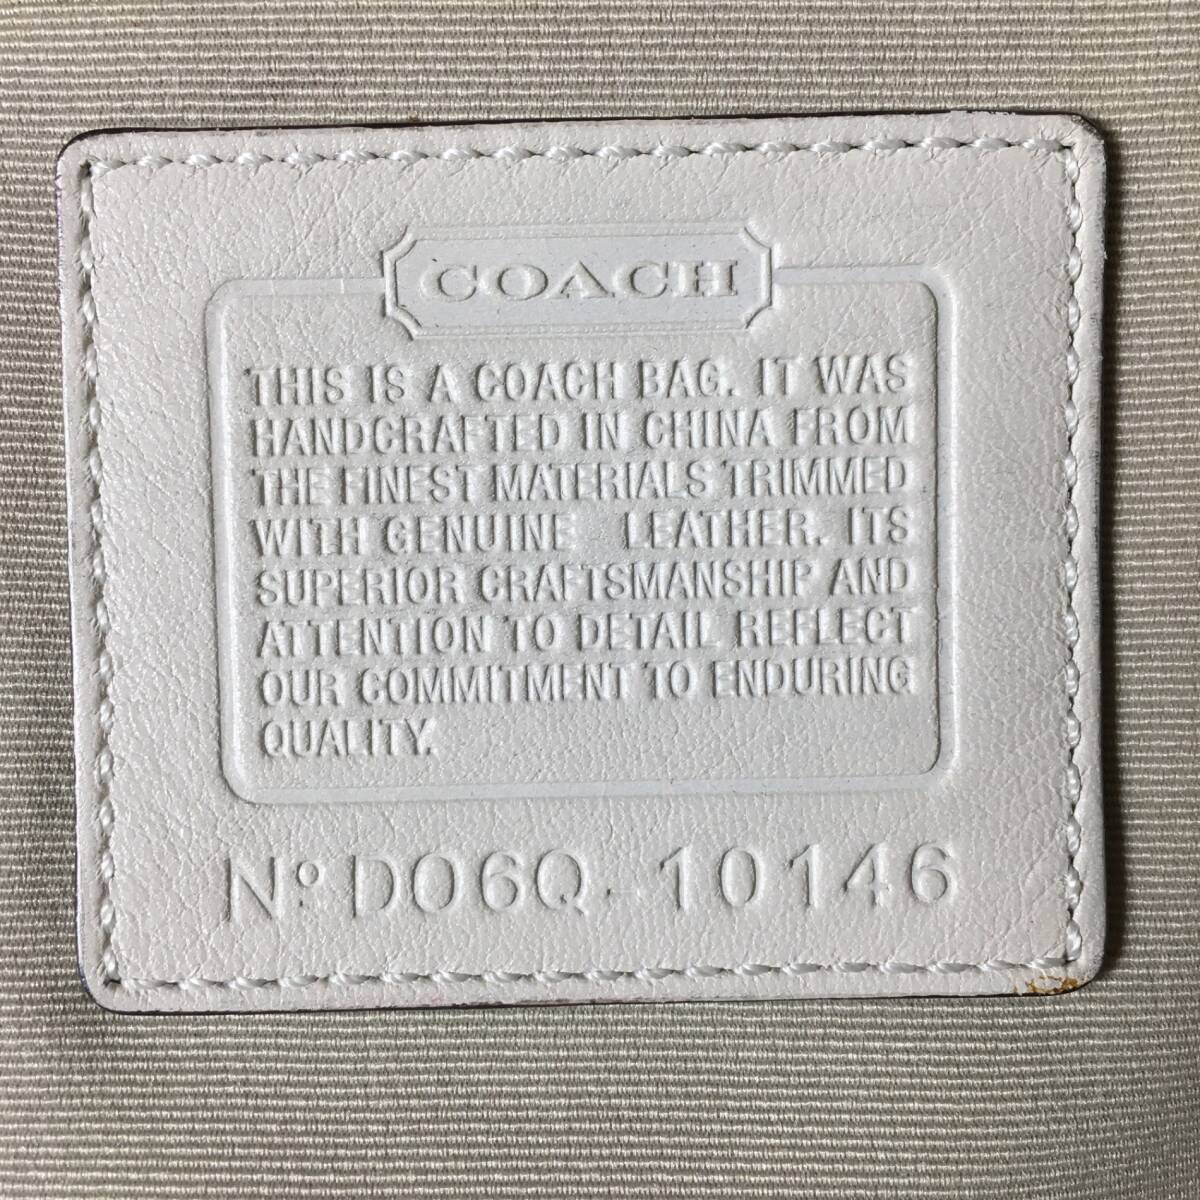 COACH
THIS IS A COACH BAG. IT WAS
HANDCRAFTED IN CHINA FROM
THE FINEST MATERIALS TRIMMED
WITH GENUINE LEATHER. ITS
SUPERIOR CRAFTSMANSHIP AND
ATTENTION TO DETAIL REFLECT
OUR COMMITMENT TO ENDURING
QUALITY.
Nº DO6Q-10146